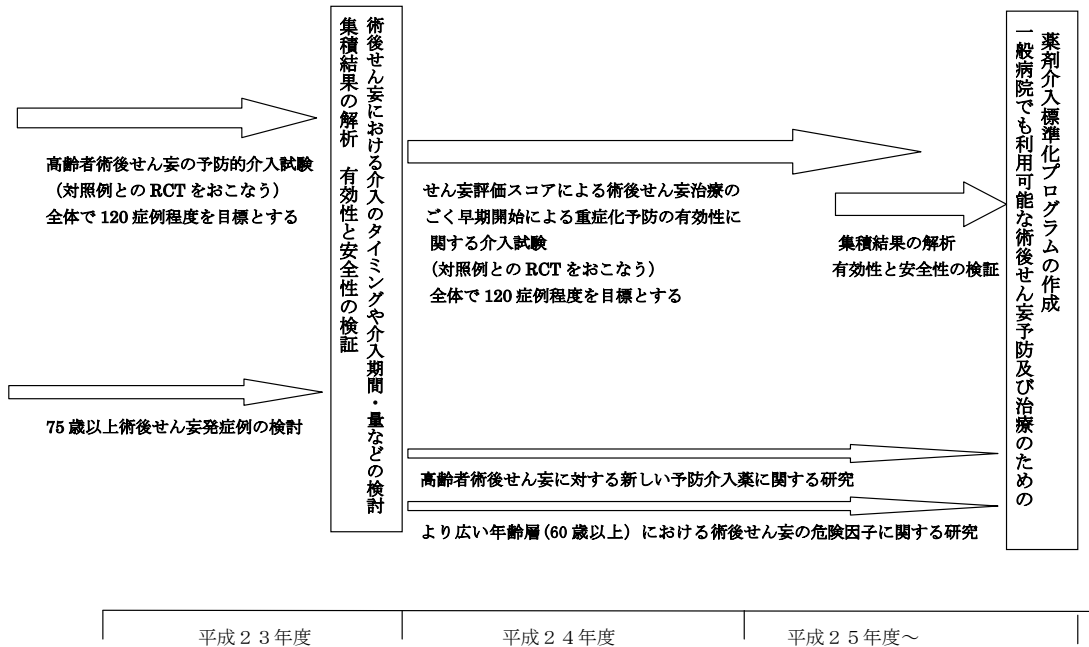 高齢者術後せん妄の予防的介入試験
（対照例との RCT をおこなう）
全体で 120 症例程度を目標とする
75 歳以上術後せん妄発症例の検討
術後せん妄における介入のタイミングや介入期間・量などの検討
集積結果の解析　有効性と安全性の検証
せん妄評価スコアによる術後せん妄治療の
ごく早期開始による重症化予防の有効性に
関する介入試験
（対照例との RCT をおこなう）
全体で 120 症例程度を目標とする
集積結果の解析
有効性と安全性の検証
高齢者術後せん妄に対する新しい予防介入薬に関する研究
より広い年齢層（60 歳以上）における術後せん妄の危険因子に関する研究
薬剤介入標準化プログラムの作成
一般病院でも利用可能な術後せん妄予防及び治療のための
平成２３年度
平成２４年度
平成２５年度～